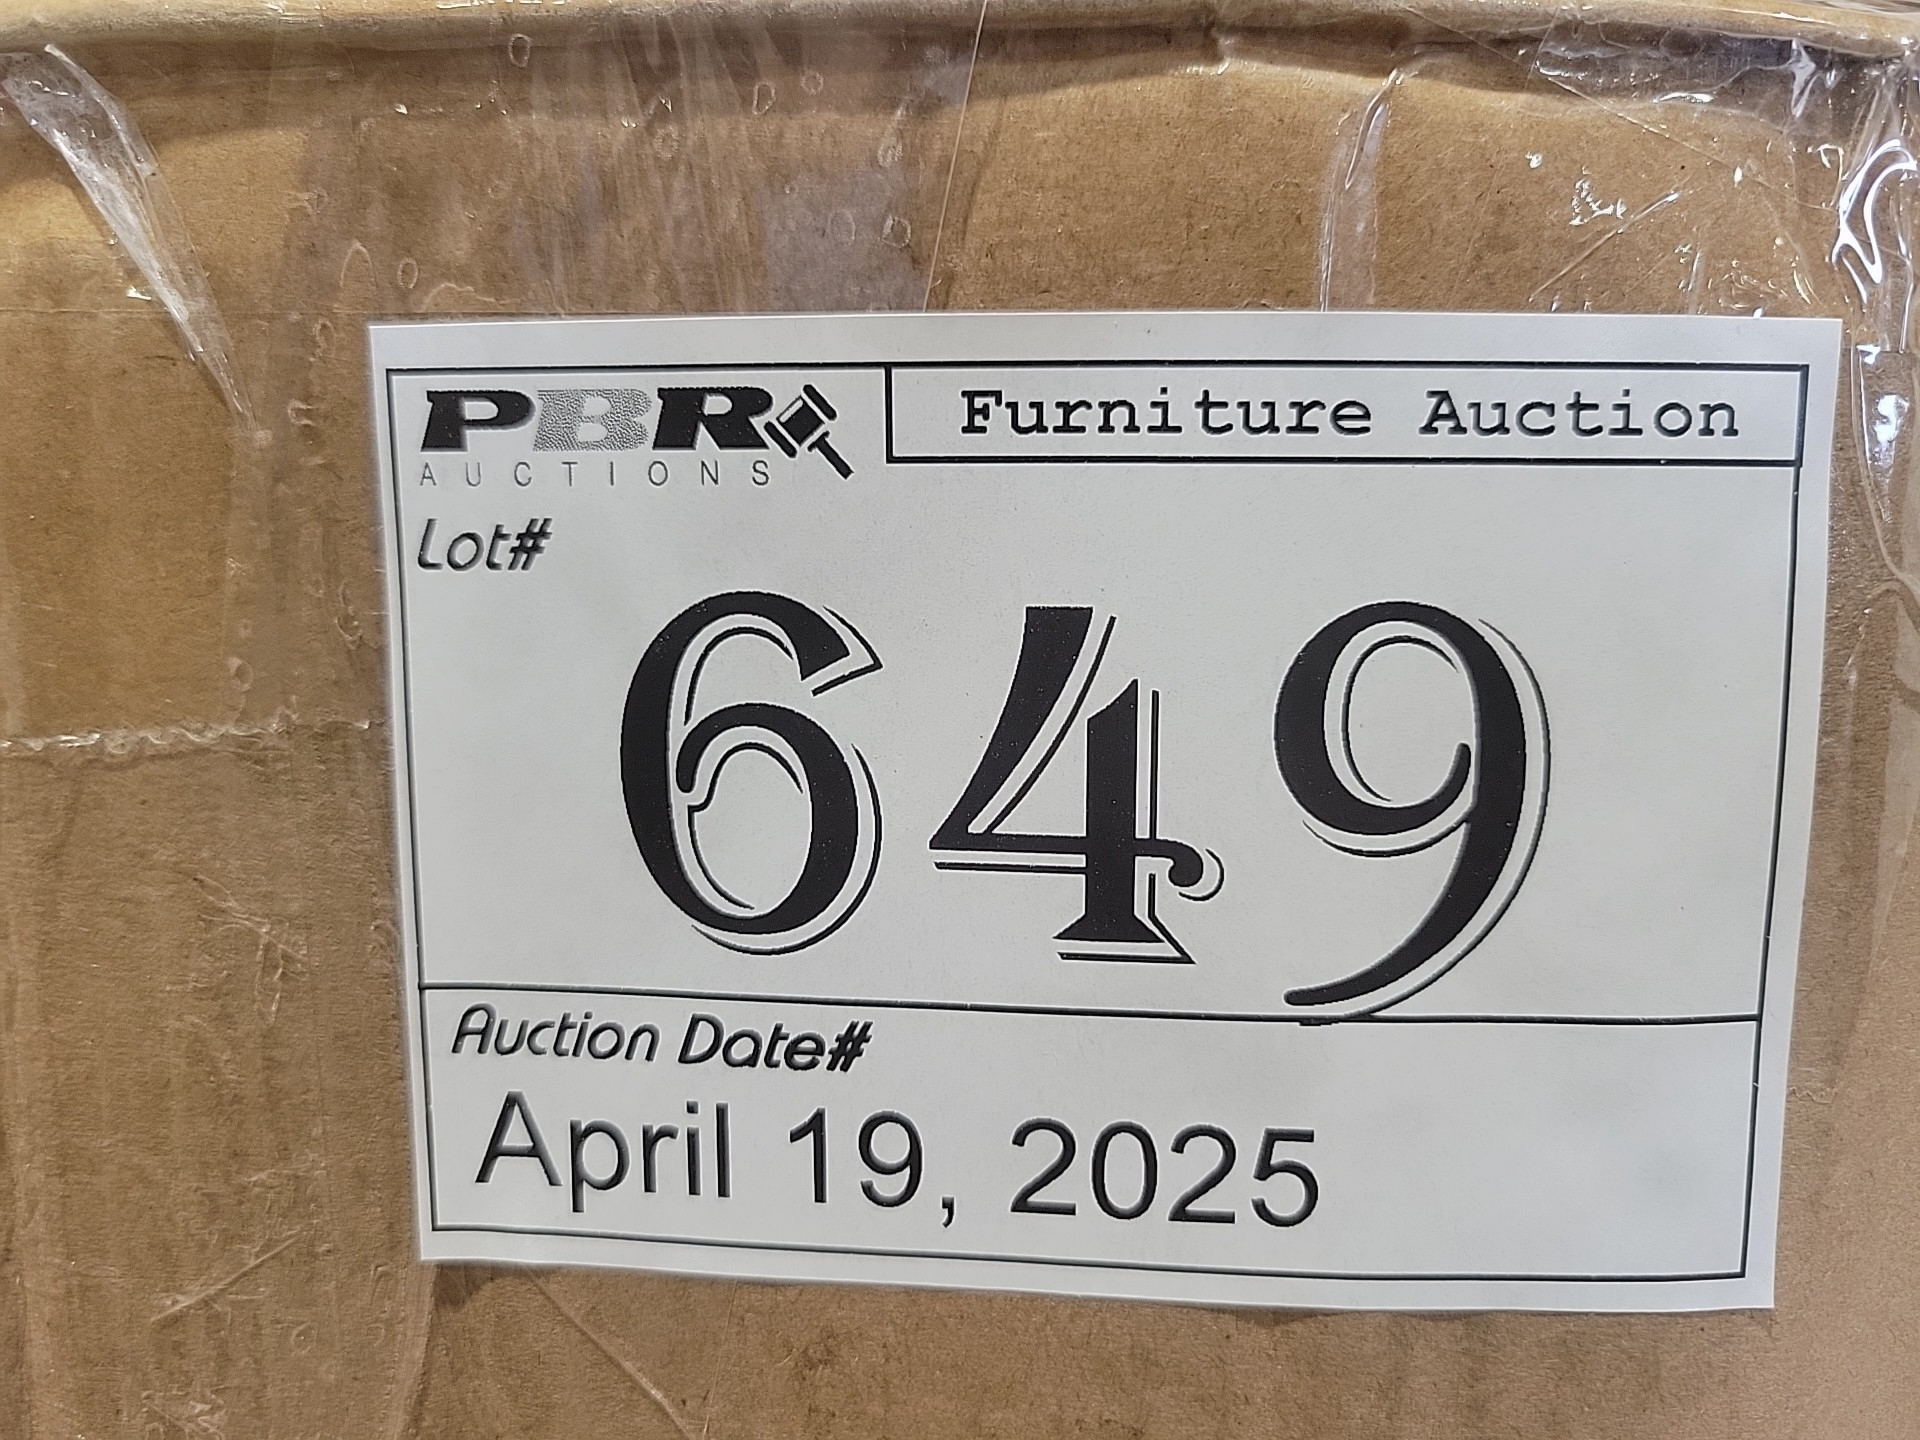 PBR
AUCTIONS
Furniture Auction
Lot#
649
Auction Date#
April 19, 2025